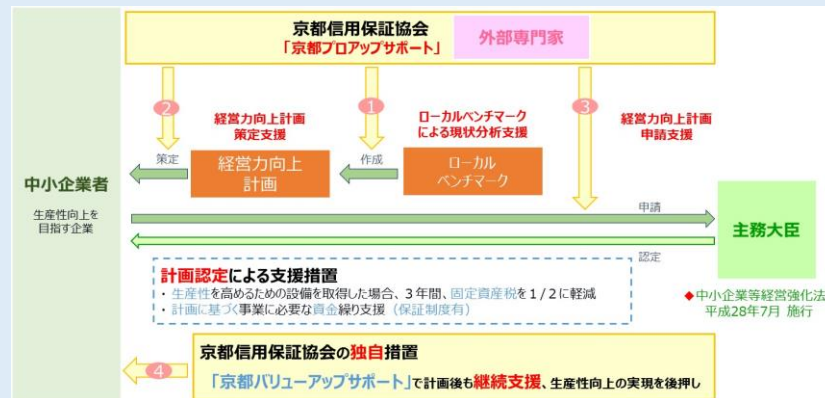 京都信用保証協会
「京都プロアップサポート」
外部専門家
2
1
3
経営力向上計画
策定支援
ローカルベンチマーク
による現状分析支援
経営力向上計画
申請支援
策定
経営力向上
計画
作成
ローカル
ベンチマーク
中小企業者
生産性向上を
目指す企業
申請
主務大臣
認定
計画認定による支援措置
・生産性を高めるための設備を取得した場合、3年間、固定資産税を1/2に軽減
・計画に基づく事業に必要な資金繰り支援(保証制度有)
◆中小企業等経営強化法
平成28年7月 施行
4
京都信用保証協会の独自措置
「京都バリューアップサポート」で計画後も継続支援、生産性向上の実現を後押し